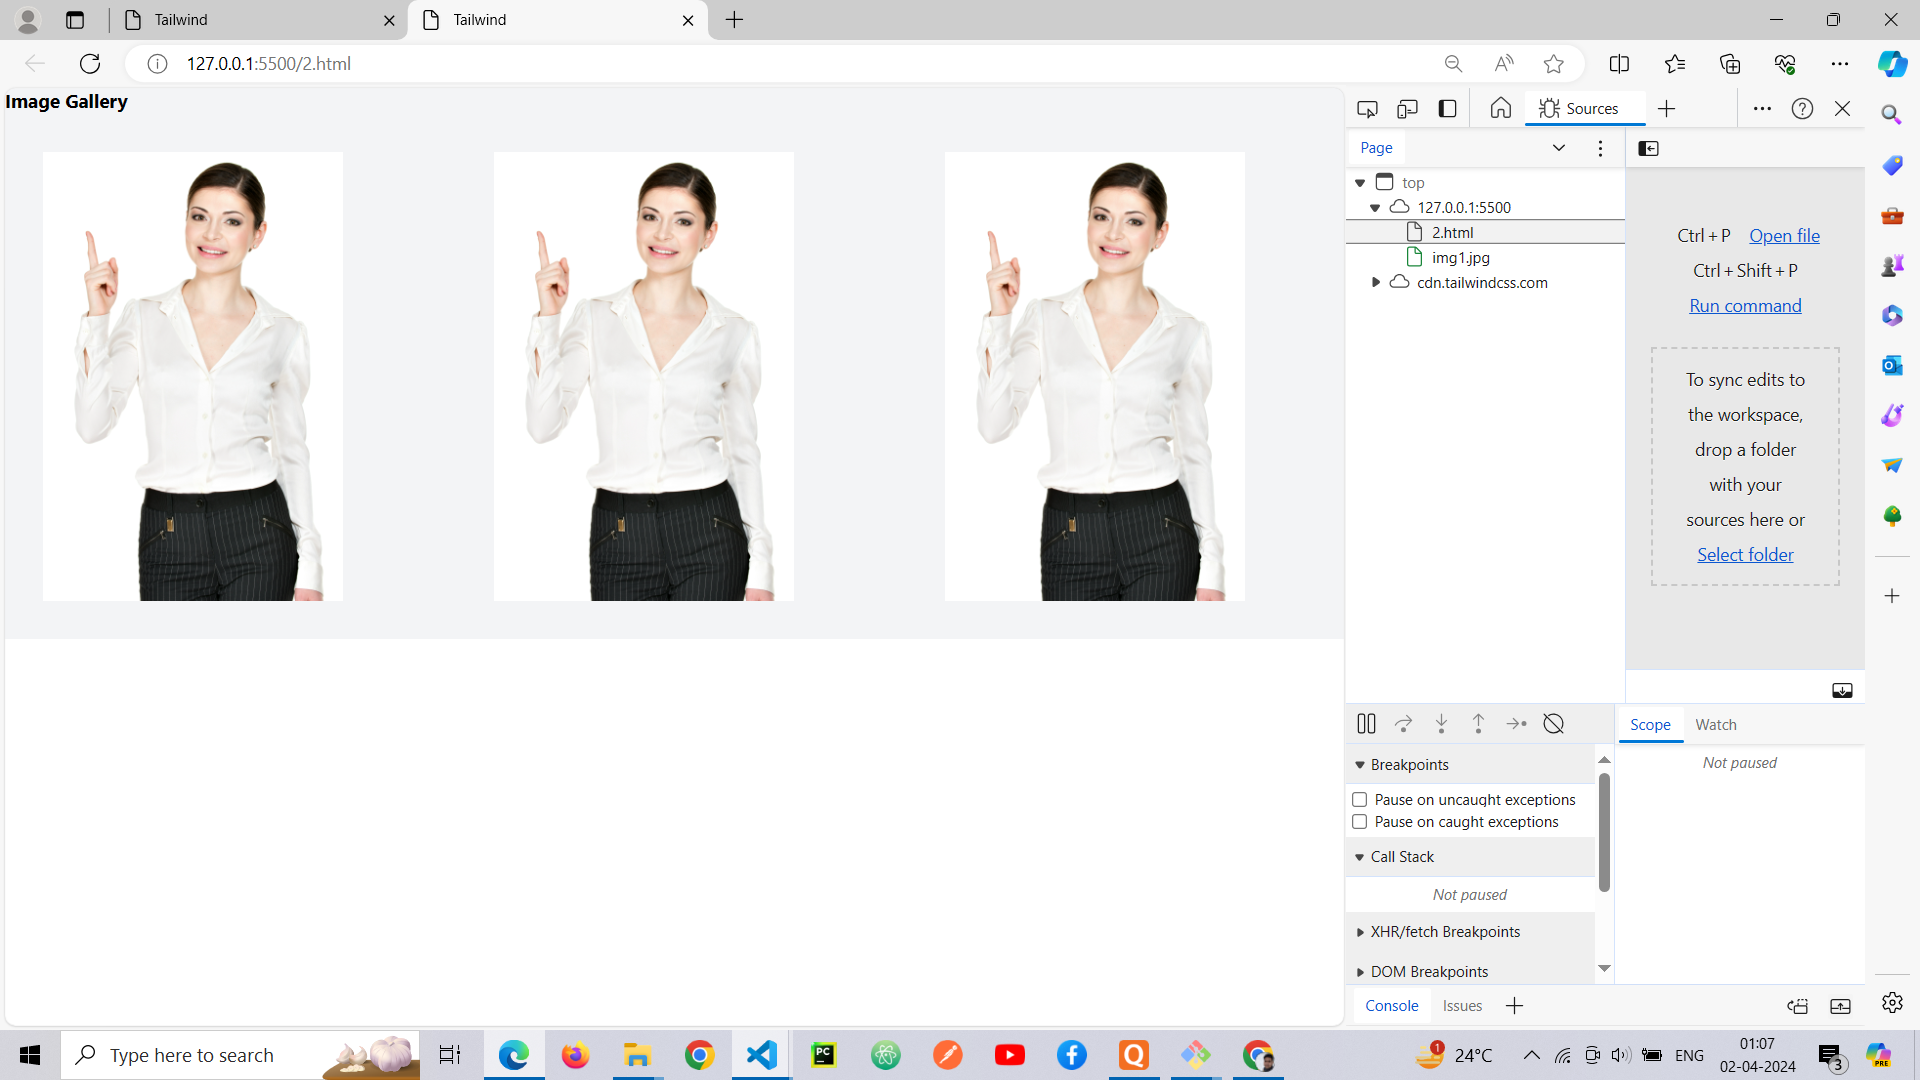 Tailwind
Tailwind
127.0.0.1:5500/2.html
Image Gallery
Sources
Page
top
127.0.0.1:5500
2.html
img1.jpg
cdn.tailwindcss.com
Ctrl + P Open file
Ctrl + Shift + P
Run command
To sync edits to
the workspace,
drop a folder
with your
sources here or
Select folder
Scope
Watch
Breakpoints
Not paused
Pause on uncaught exceptions
Pause on caught exceptions
Call Stack
Not paused
XHR/fetch Breakpoints
DOM Breakpoints
Console
Issues
Type here to search
PC
1
24°C
ENG
01:07
02-04-2024
3
PRE